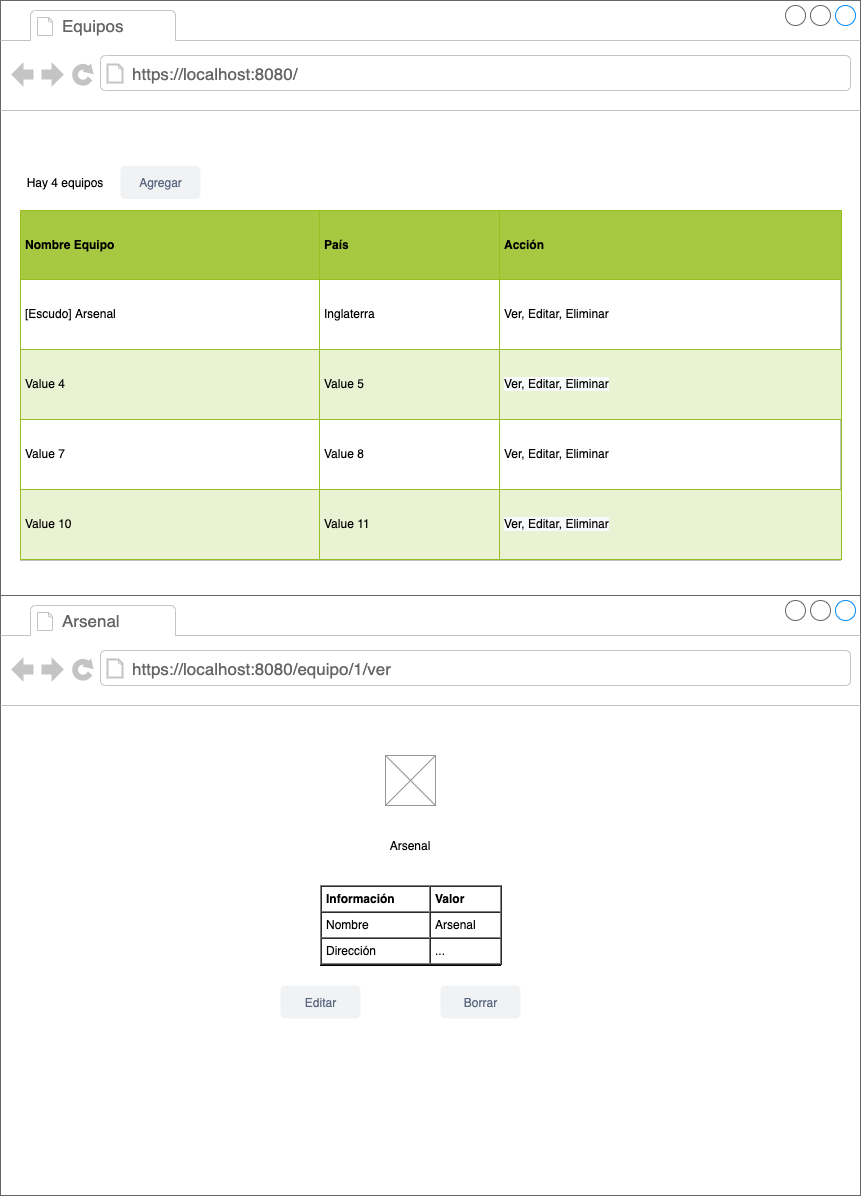 Equipos
https://localhost:8080/
Hay 4 equipos Agregar
Nombre Equipo País Acción
[Escudo] Arsenal Inglaterra Ver, Editar, Eliminar
Value 4 Value 5 Ver, Editar, Eliminar
Value 7 Value 8 Ver, Editar, Eliminar
Value 10 Value 11 Ver, Editar, Eliminar
Arsenal
https://localhost:8080/equipo/1/ver
Arsenal
Información Valor
Nombre Arsenal
Dirección ...
Editar Borrar